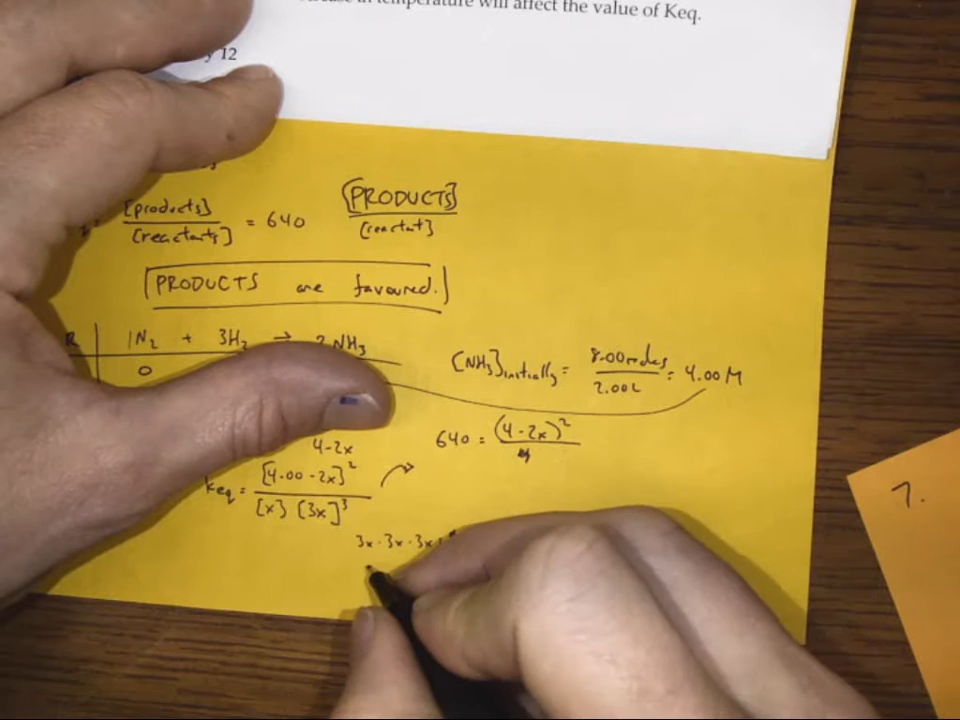 in temperature will affect the value of Keq.
12
[products] / [reactants] = 640 [PRODUCTS] / [reactant]
PRODUCTS are favoured.
R | 1N₂ + 3H₂ → 2NH₃
0
[NH₃]initially = 8.00 moles / 2.00L = 4.00 M
4-2x
640 = (4-2x)² /
Keq = [4.00-2x]² / [x] [3x]³
3x·3x·3x
7.